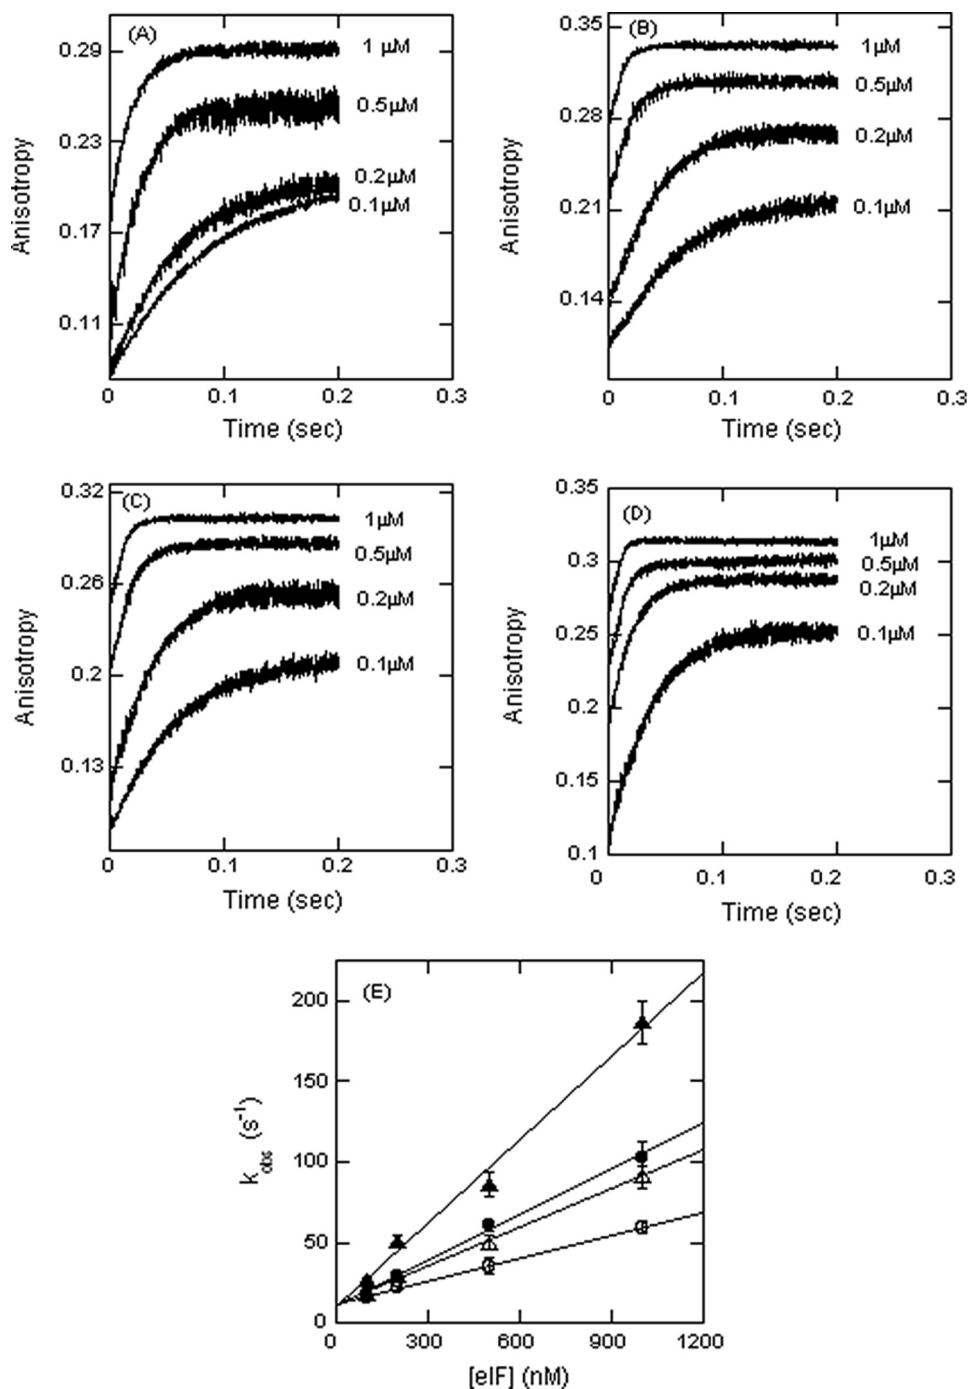 (A)
0.29
0.23
0.17
0.11
Anisotropy
1 µM
0.5µM
0.2µM
0.1µM
0 0.1 0.2 0.3
Time (sec)
(B)
0.35
0.28
0.21
0.14
Anisotropy
1µM
0.5µM
0.2µM
0.1µM
0 0.1 0.2 0.3
Time (sec)
(C)
0.32
0.26
0.2
0.13
Anisotropy
1µM
0.5µM
0.2µM
0.1µM
0 0.1 0.2 0.3
Time (sec)
(D)
0.35
0.3
0.25
0.2
0.15
0.1
Anisotropy
1µM
0.5µM
0.2µM
0.1µM
0 0.1 0.2 0.3
Time (sec)
(E)
200
150
100
50
0
k_obs (s⁻¹)
0 300 600 900 1200
[eIF] (nM)